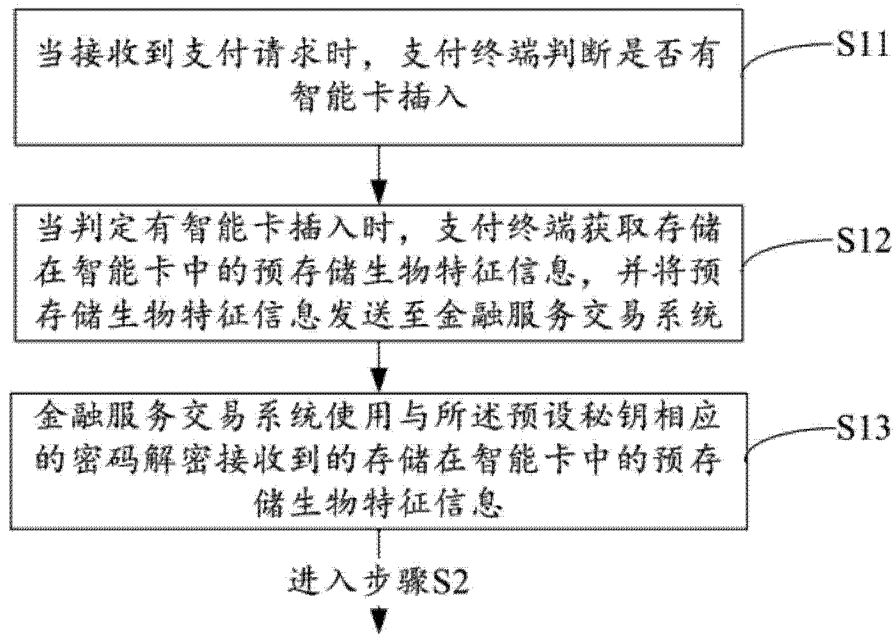 当接收到支付请求时，支付终端判断是否有
智能卡插入
S11
当判定有智能卡插入时，支付终端获取存储
在智能卡中的预存储生物特征信息，并将预
存储生物特征信息发送至金融服务交易系统
S12
金融服务交易系统使用与所述预设秘钥相应
的密码解密接收到的存储在智能卡中的预存
储生物特征信息
S13
进入步骤S2